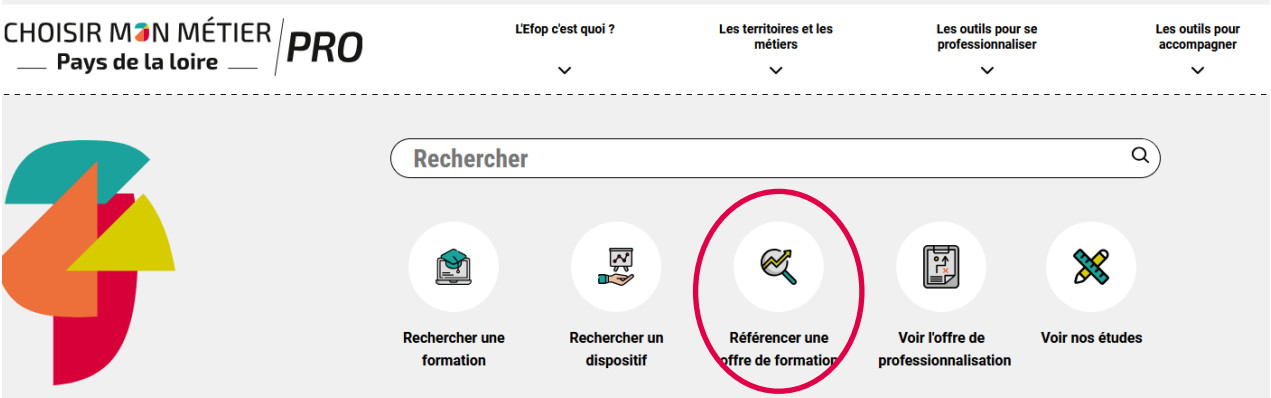 CHOISIR MON MÉTIER
Pays de la loire
PRO
L'Efop c'est quoi ?
Les territoires et les
métiers
Les outils pour se
professionnaliser
Les outils pour
accompagner
Rechercher
Rechercher une
formation
Rechercher un
dispositif
Référencer une
offre de formation
Voir l'offre de
professionnalisation
Voir nos études